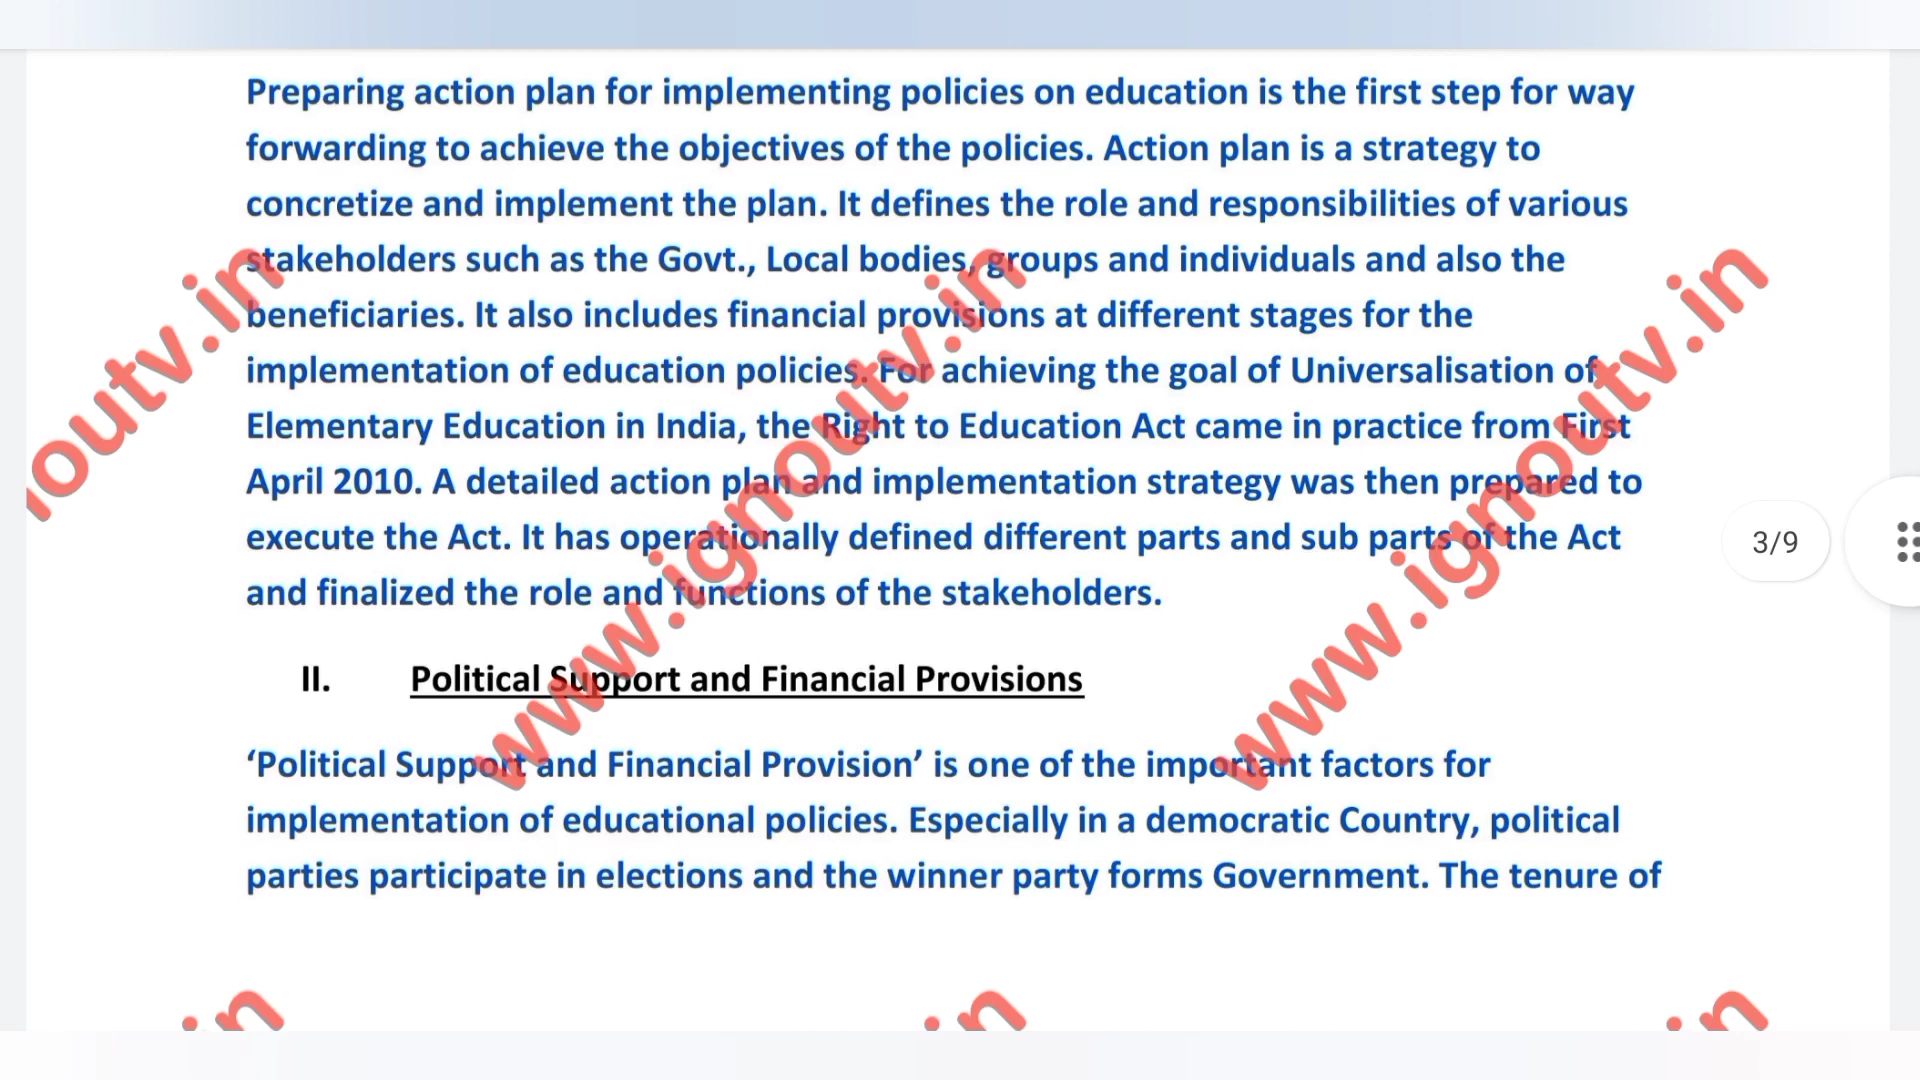 Preparing action plan for implementing policies on education is the first step for way
forwarding to achieve the objectives of the policies. Action plan is a strategy to
concretize and implement the plan. It defines the role and responsibilities of various
stakeholders such as the Govt., Local bodies, groups and individuals and also the
beneficiaries. It also includes financial provisions at different stages for the
implementation of education policies. For achieving the goal of Universalisation of
Elementary Education in India, the Right to Education Act came in practice from First
April 2010. A detailed action plan and implementation strategy was then prepared to
execute the Act. It has operationally defined different parts and sub parts of the Act
and finalized the role and functions of the stakeholders.
3/9
II. Political Support and Financial Provisions
‘Political Support and Financial Provision’ is one of the important factors for
implementation of educational policies. Especially in a democratic Country, political
parties participate in elections and the winner party forms Government. The tenure of
outv.in
www.ignoutv.in
www.ignoutv.in
.in
.in
.in